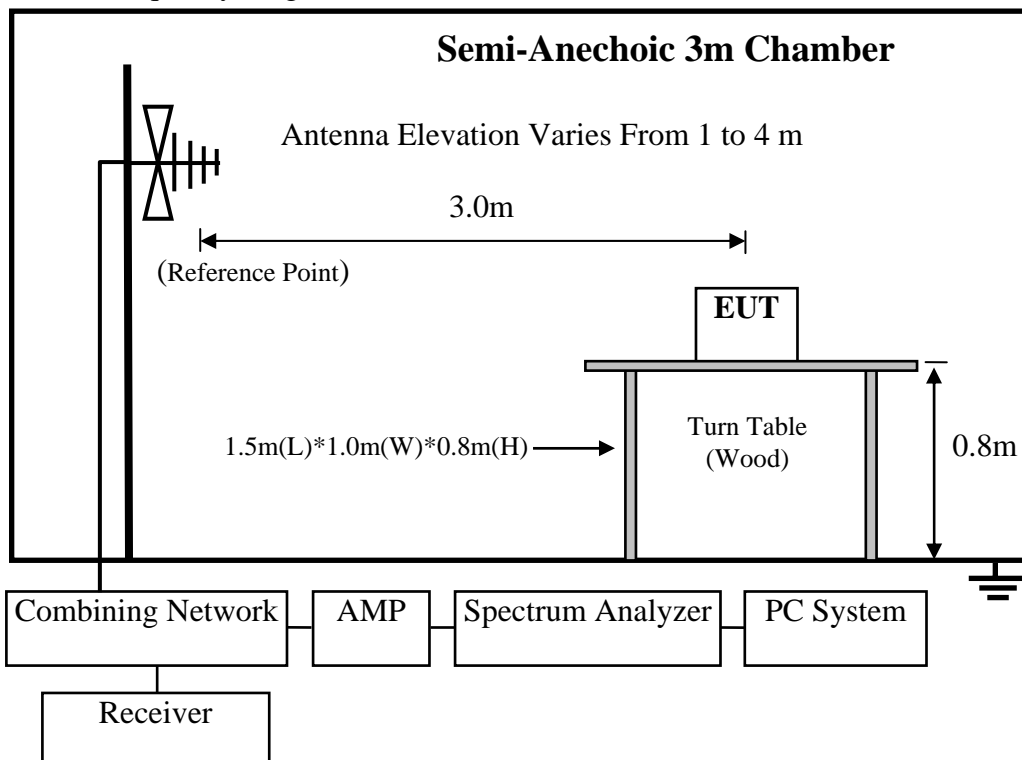 Semi-Anechoic 3m Chamber
Antenna Elevation Varies From 1 to 4 m
3.0m
(Reference Point)
EUT
1.5m(L)*1.0m(W)*0.8m(H)
Turn Table
(Wood)
0.8m
Combining Network
AMP
Spectrum Analyzer
PC System
Receiver